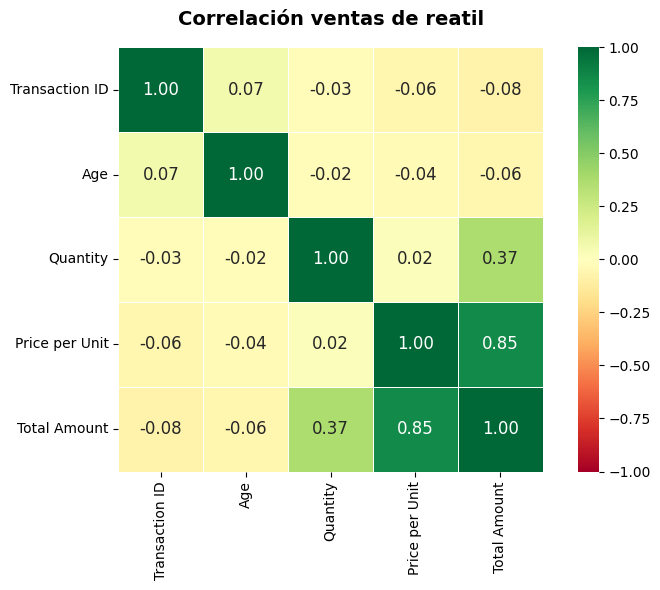 Correlación ventas de reatil
Transaction ID 1.00 0.07 -0.03 -0.06 -0.08
Age 0.07 1.00 -0.02 -0.04 -0.06
Quantity -0.03 -0.02 1.00 0.02 0.37
Price per Unit -0.06 -0.04 0.02 1.00 0.85
Total Amount -0.08 -0.06 0.37 0.85 1.00
Transaction ID
Age
Quantity
Price per Unit
Total Amount
1.00
0.75
0.50
0.25
0.00
−0.25
−0.50
−0.75
−1.00